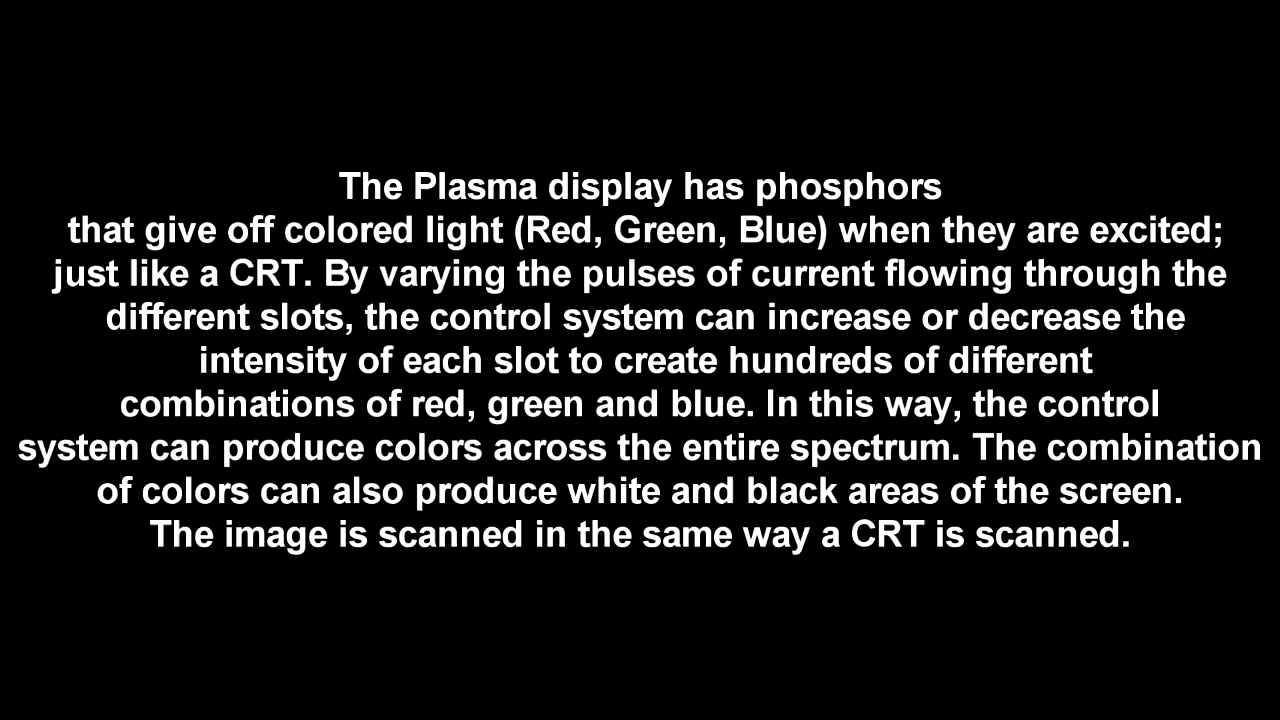 The Plasma display has phosphors
that give off colored light (Red, Green, Blue) when they are excited;
just like a CRT. By varying the pulses of current flowing through the
different slots, the control system can increase or decrease the
intensity of each slot to create hundreds of different
combinations of red, green and blue. In this way, the control
system can produce colors across the entire spectrum. The combination
of colors can also produce white and black areas of the screen.
The image is scanned in the same way a CRT is scanned.